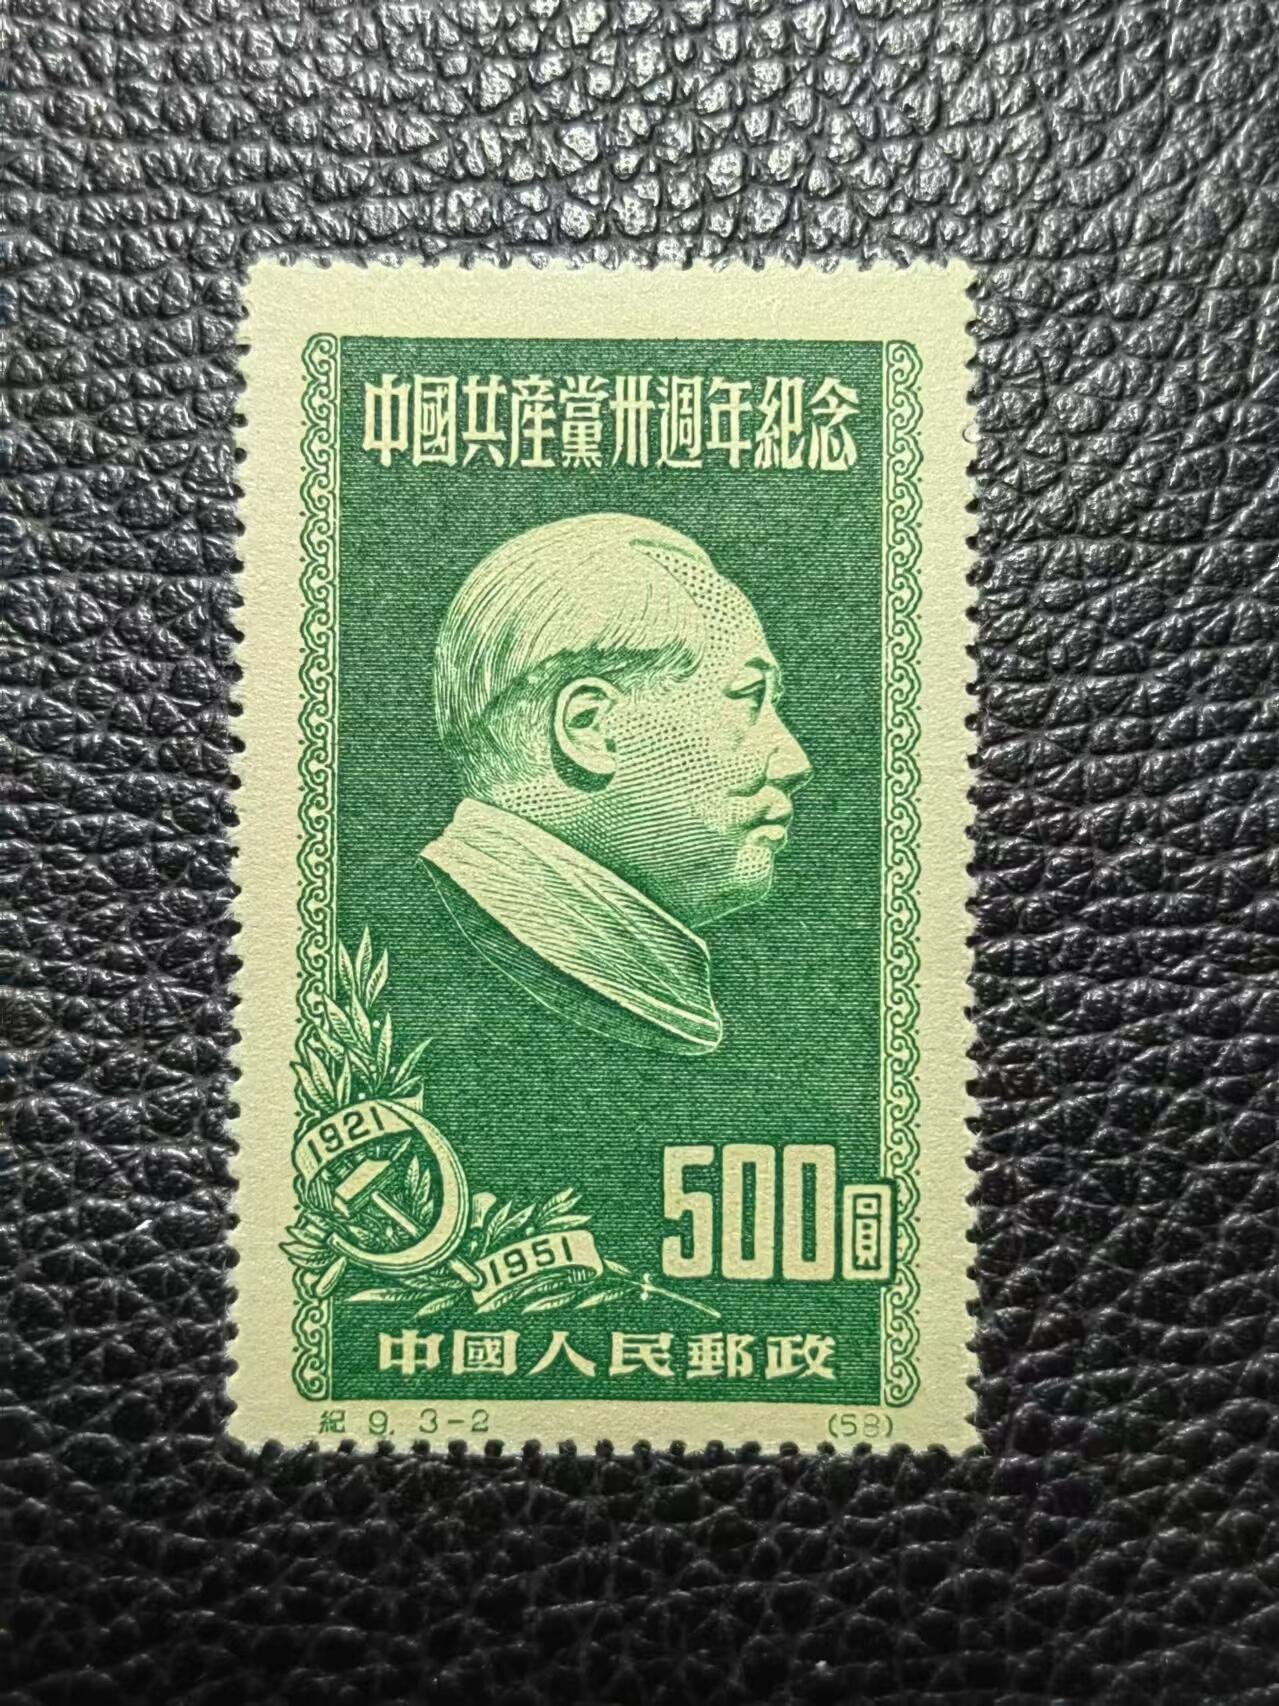 中國共産黨卅週年紀念
1921
1951
500圓
中國人民郵政
紀 9. 3-2 (58)